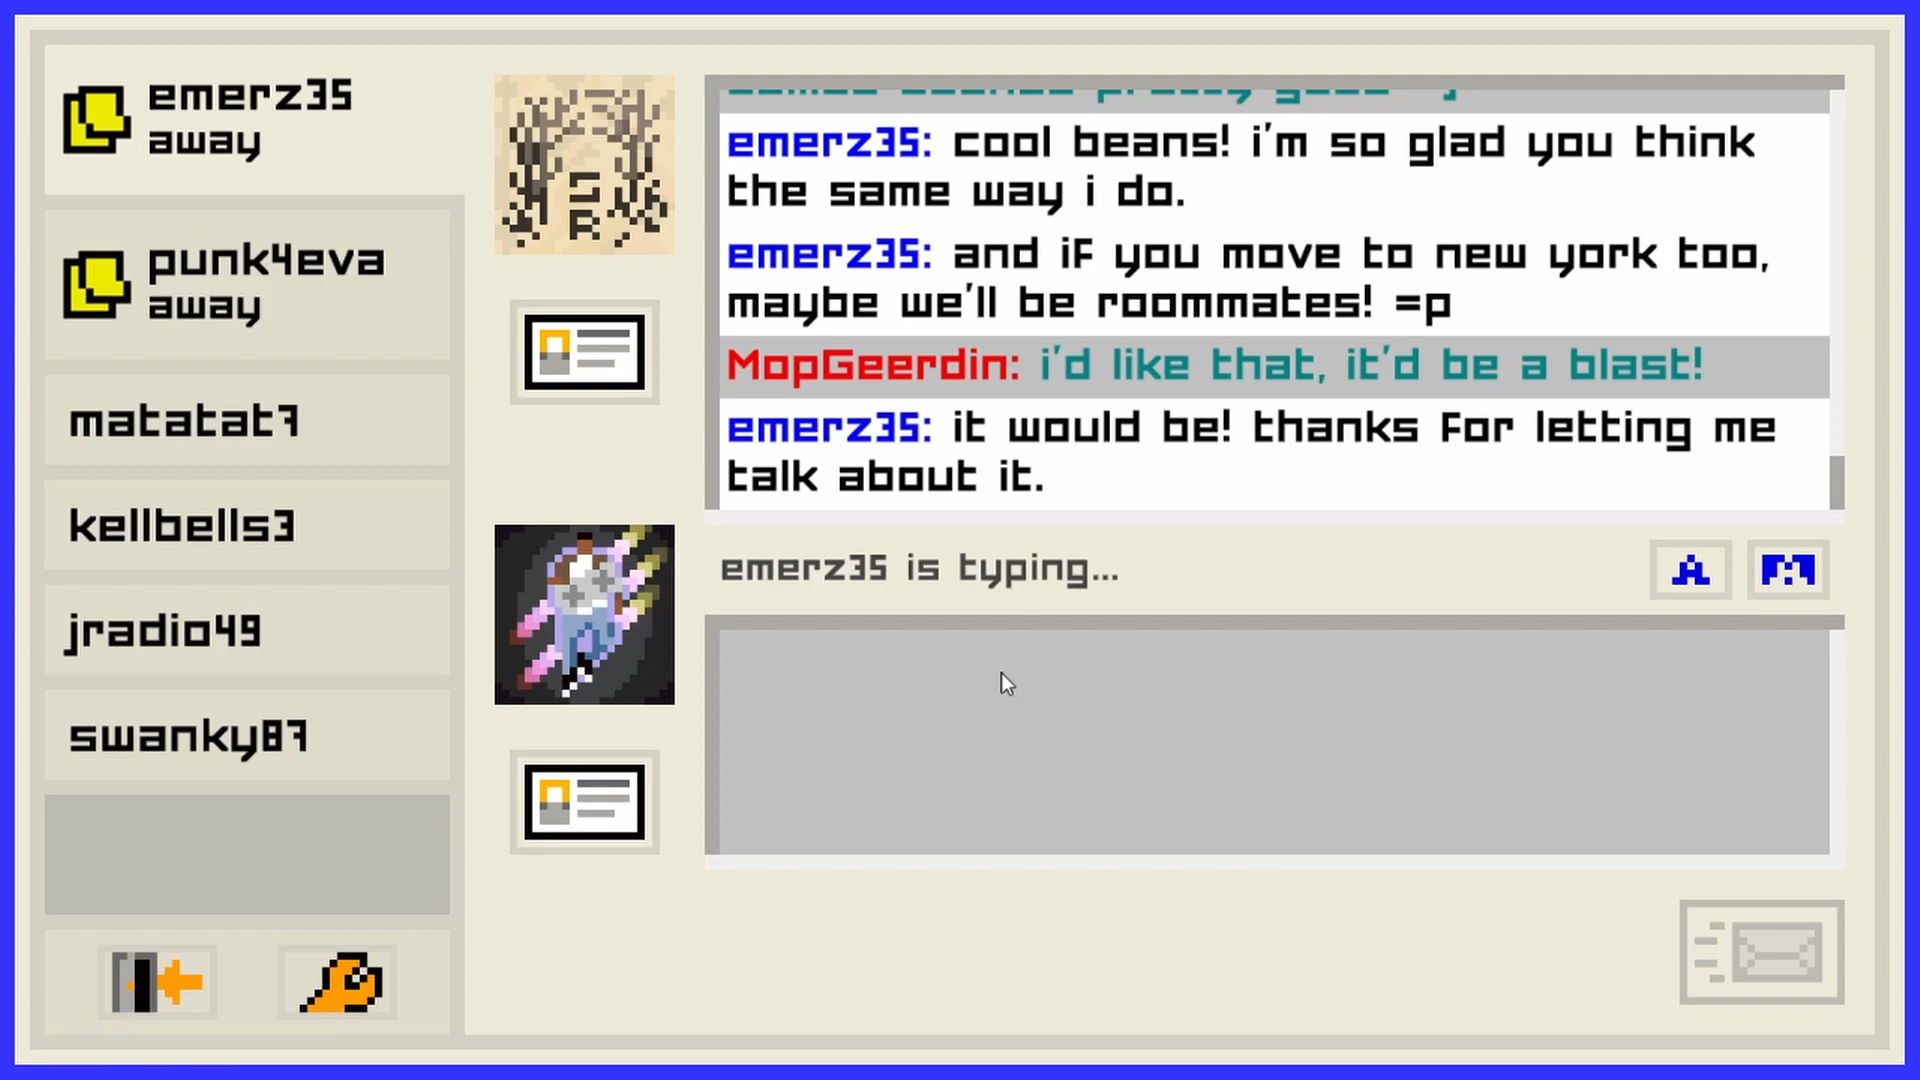 emerz35
away
punk4eva
away
matatat7
kellbells3
jradio49
swanky87
SR
emerz35: cool beans! i'm so glad you think
the same way i do.
emerz35: and if you move to new york too,
maybe we'll be roommates! =p
MopGeerdin: i'd like that, it'd be a blast!
emerz35: it would be! thanks for letting me
talk about it.
emerz35 is typing...
A